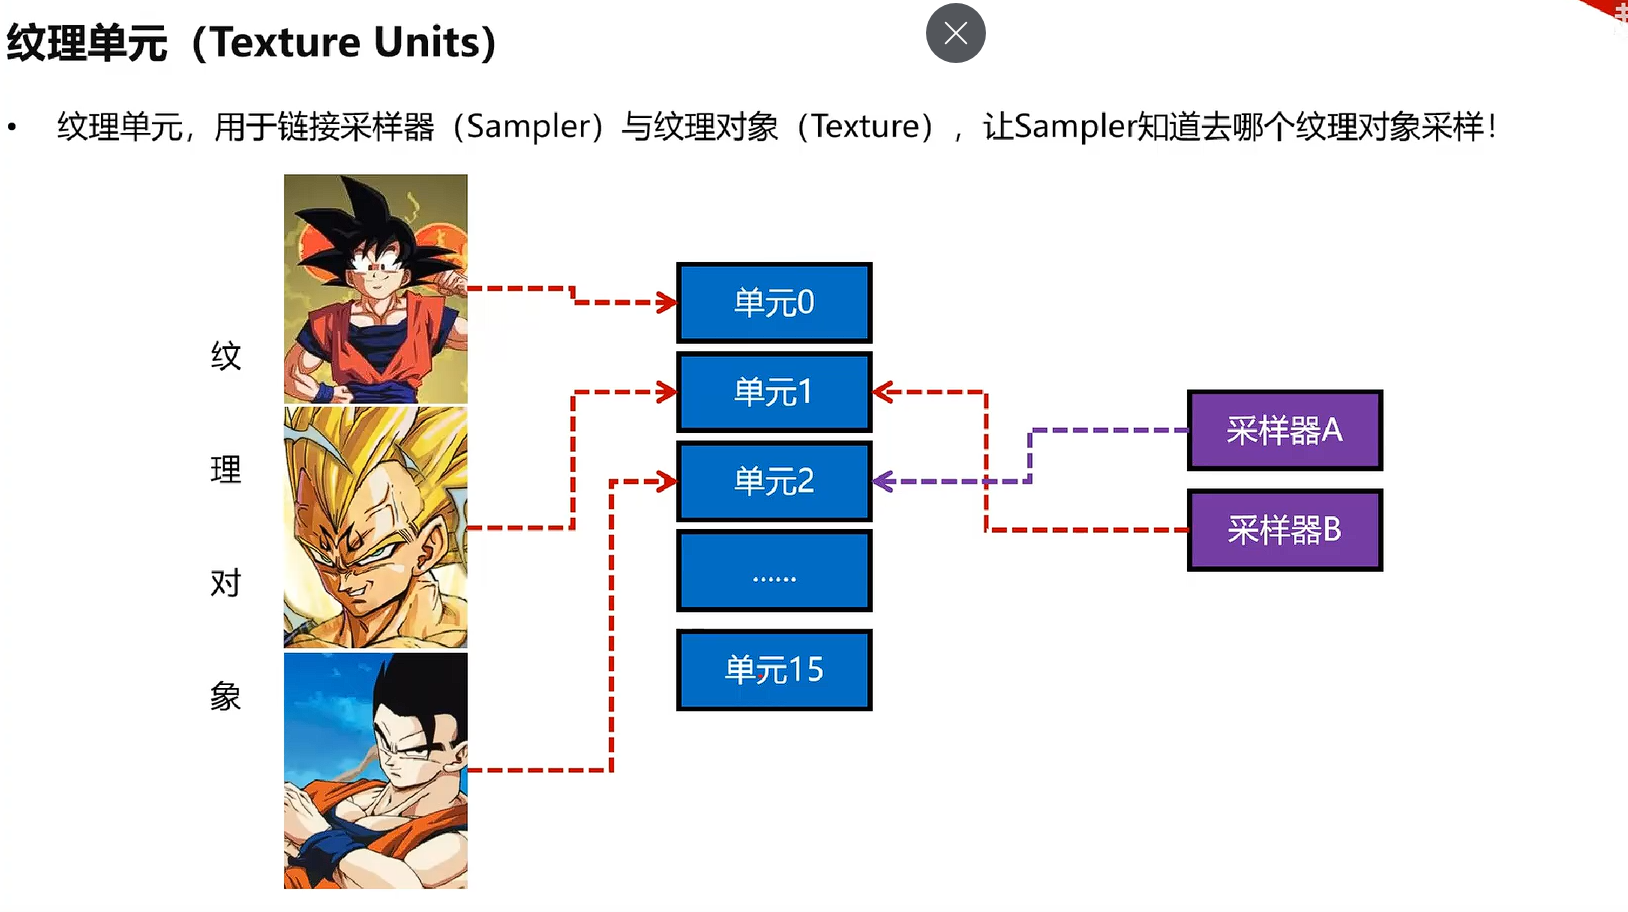 纹理单元（Texture Units）
• 纹理单元，用于链接采样器（Sampler）与纹理对象（Texture），让Sampler知道去哪个纹理对象采样！
纹
理
对
象
单元0
单元1
单元2
……
单元15
采样器A
采样器B